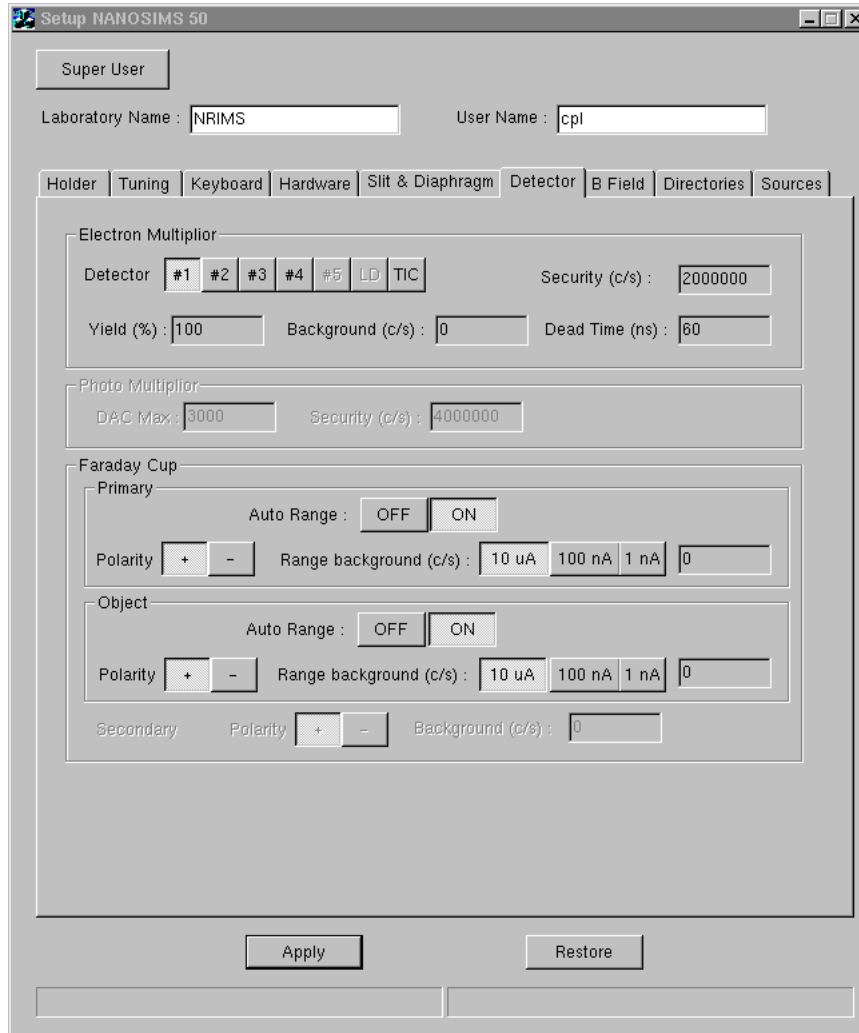 Setup NANOSIMS 50
Super User
Laboratory Name : NRIMS User Name : cpl
Holder Tuning Keyboard Hardware Slit & Diaphragm Detector B Field Directories Sources
Electron Multiplior
Detector #1 #2 #3 #4 #5 LD TIC Security (c/s) : 2000000
Yield (%) : 100 Background (c/s) : 0 Dead Time (ns) : 60
Photo Multiplior
DAC Max : 3000 Security (c/s) : 4000000
Faraday Cup
Primary
Auto Range : OFF ON
Polarity + - Range background (c/s) : 10 uA 100 nA 1 nA 0
Object
Auto Range : OFF ON
Polarity + - Range background (c/s) : 10 uA 100 nA 1 nA 0
Secondary Polarity + - Background (c/s) : 0
Apply Restore